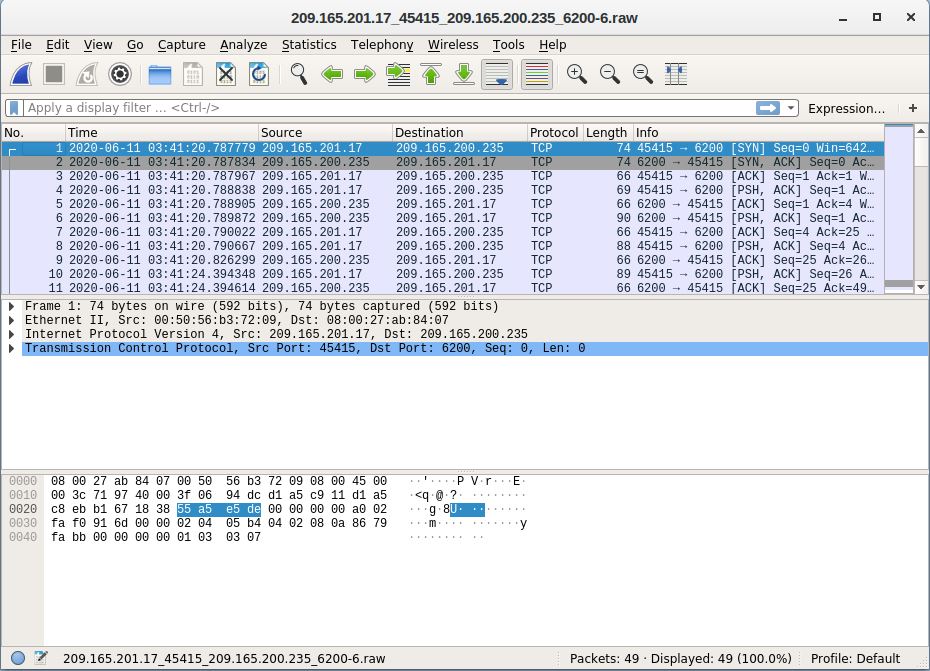 209.165.201.17_45415_209.165.200.235_6200-6.raw
File Edit View Go Capture Analyze Statistics Telephony Wireless Tools Help
Apply a display filter ... <Ctrl-/> Expression... +
No. Time Source Destination Protocol Length Info
1 2020-06-11 03:41:20.787779 209.165.201.17 209.165.200.235 TCP 74 45415 → 6200 [SYN] Seq=0 Win=642…
2 2020-06-11 03:41:20.787834 209.165.200.235 209.165.201.17 TCP 74 6200 → 45415 [SYN, ACK] Seq=0 Ac…
3 2020-06-11 03:41:20.787967 209.165.201.17 209.165.200.235 TCP 66 45415 → 6200 [ACK] Seq=1 Ack=1 W…
4 2020-06-11 03:41:20.788838 209.165.201.17 209.165.200.235 TCP 69 45415 → 6200 [PSH, ACK] Seq=1 Ac…
5 2020-06-11 03:41:20.788905 209.165.200.235 209.165.201.17 TCP 66 6200 → 45415 [ACK] Seq=1 Ack=4 W…
6 2020-06-11 03:41:20.789872 209.165.200.235 209.165.201.17 TCP 90 6200 → 45415 [PSH, ACK] Seq=1 Ac…
7 2020-06-11 03:41:20.790022 209.165.201.17 209.165.200.235 TCP 66 45415 → 6200 [ACK] Seq=4 Ack=25 …
8 2020-06-11 03:41:20.790667 209.165.201.17 209.165.200.235 TCP 88 45415 → 6200 [PSH, ACK] Seq=4 Ac…
9 2020-06-11 03:41:20.826299 209.165.200.235 209.165.201.17 TCP 66 6200 → 45415 [ACK] Seq=25 Ack=26…
10 2020-06-11 03:41:24.394348 209.165.201.17 209.165.200.235 TCP 89 45415 → 6200 [PSH, ACK] Seq=26 A…
11 2020-06-11 03:41:24.394614 209.165.200.235 209.165.201.17 TCP 66 6200 → 45415 [ACK] Seq=25 Ack=49…
Frame 1: 74 bytes on wire (592 bits), 74 bytes captured (592 bits)
Ethernet II, Src: 00:50:56:b3:72:09, Dst: 08:00:27:ab:84:07
Internet Protocol Version 4, Src: 209.165.201.17, Dst: 209.165.200.235
Transmission Control Protocol, Src Port: 45415, Dst Port: 6200, Seq: 0, Len: 0
0000 08 00 27 ab 84 07 00 50 56 b3 72 09 08 00 45 00 ··'····P V·r···E·
0010 00 3c 71 97 40 00 3f 06 94 dc d1 a5 c9 11 d1 a5 ·<q·@·?· ········
0020 c8 eb b1 67 18 38 55 a5 e5 de 00 00 00 00 a0 02 ···g·8U· ········
0030 fa f0 91 6d 00 00 02 04 05 b4 04 02 08 0a 86 79 ···m···· ·······y
0040 fa bb 00 00 00 00 01 03 03 07 ········ ··
209.165.201.17_45415_209.165.200.235_6200-6.raw Packets: 49 · Displayed: 49 (100.0%) Profile: Default